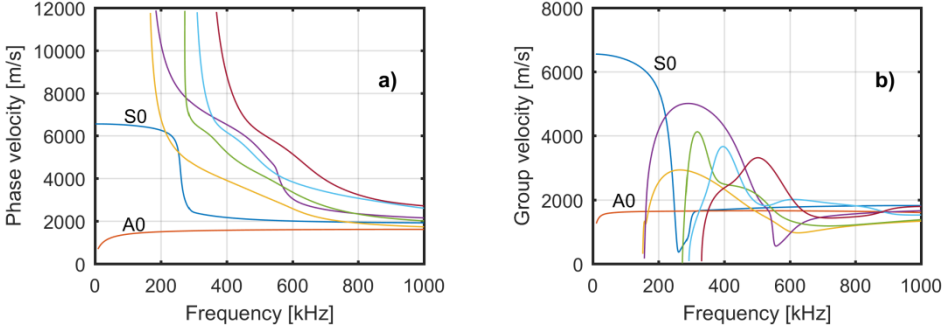 12000
10000
8000
6000
4000
2000
0
Phase velocity [m/s]
S0
A0
a)
0 200 400 600 800 1000
Frequency [kHz]
8000
6000
4000
2000
0
Group velocity [m/s]
S0
A0
b)
0 200 400 600 800 1000
Frequency [kHz]